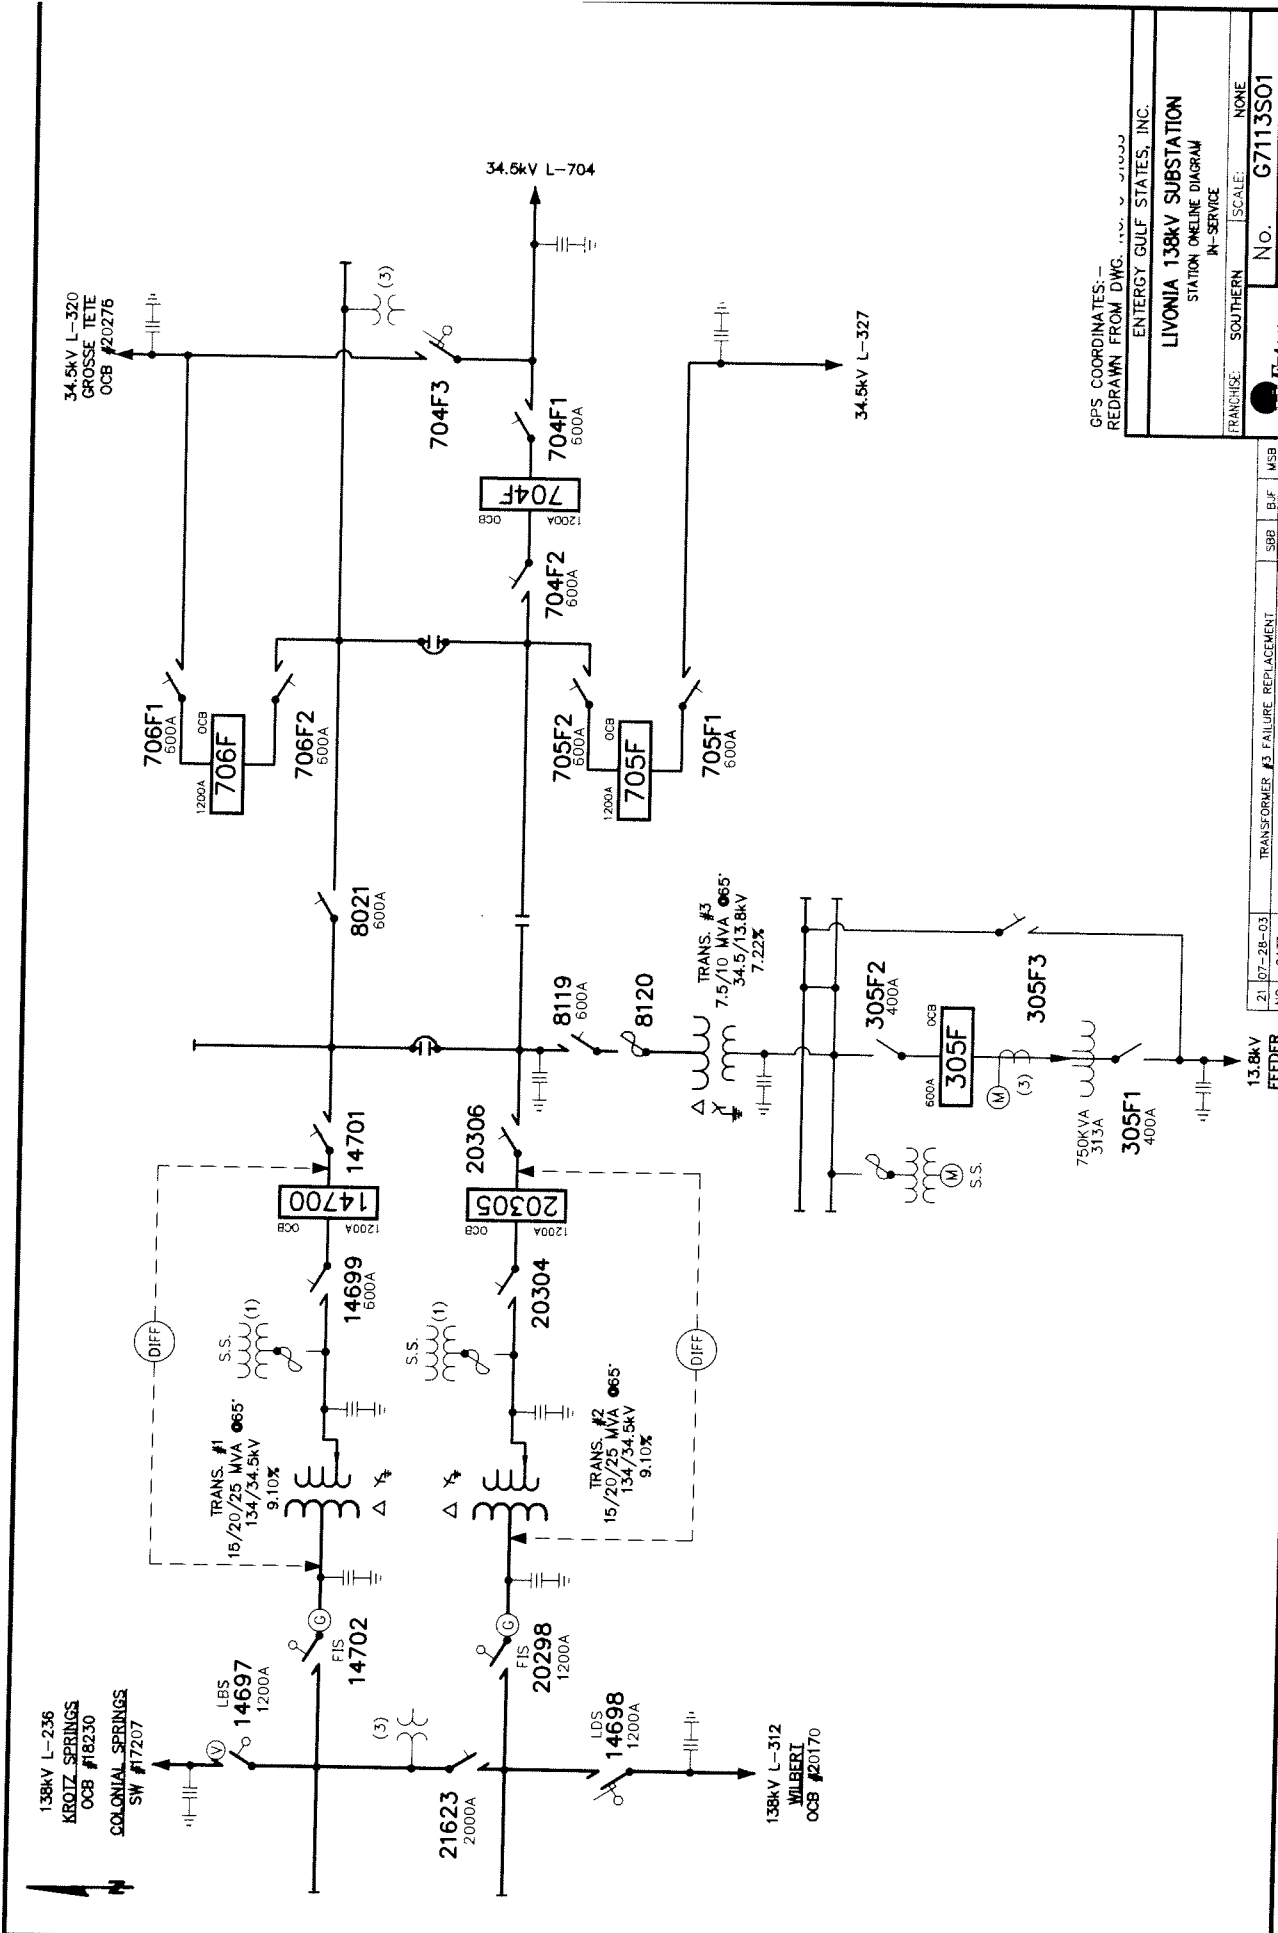 138kV L-236
KROTZ SPRINGS
OCB #18230
COLONIAL SPRINGS
SW #17207
LBS
14697
1200A
V
G
FIS
14702
(3)
21623
2000A
G
FIS
20298
1200A
LDS
14698
1200A
138kV L-312
WILBERT
OCB #20170
N
DIFF
TRANS. #1
15/20/25 MVA @65°
134/34.5kV
9.10%
S.S.
(1)
14699
600A
14700
OCB
1200A
14701
TRANS. #2
15/20/25 MVA @65°
134/34.5kV
9.10%
S.S.
(1)
20304
20305
OCB
1200A
20306
DIFF
8021
600A
8119
600A
8120
TRANS. #3
7.5/10 MVA @65°
34.5/13.8kV
7.22%
305F2
400A
600A
OCB
305F
M
(3)
305F3
750KVA
313A
305F1
400A
M
S.S.
13.8kV
FEEDER
706F1
600A
1200A
OCB
706F
706F2
600A
705F2
600A
1200A
OCB
705F
705F1
600A
704F2
600A
704F
OCB
1200A
704F1
600A
704F3
(3)
34.5kV L-320
GROSSE TETE
OCB #20276
34.5kV L-704
34.5kV L-327
GPS COORDINATES:-
REDRAWN FROM DWG.
ENTERGY GULF STATES, INC.
LIVONIA 138kV SUBSTATION
STATION ONELINE DIAGRAM
IN-SERVICE
FRANCHISE: SOUTHERN SCALE: NONE
No. G7113S01
21 07-28-03 TRANSFORMER #3 FAILURE REPLACEMENT SBB BJF MSB